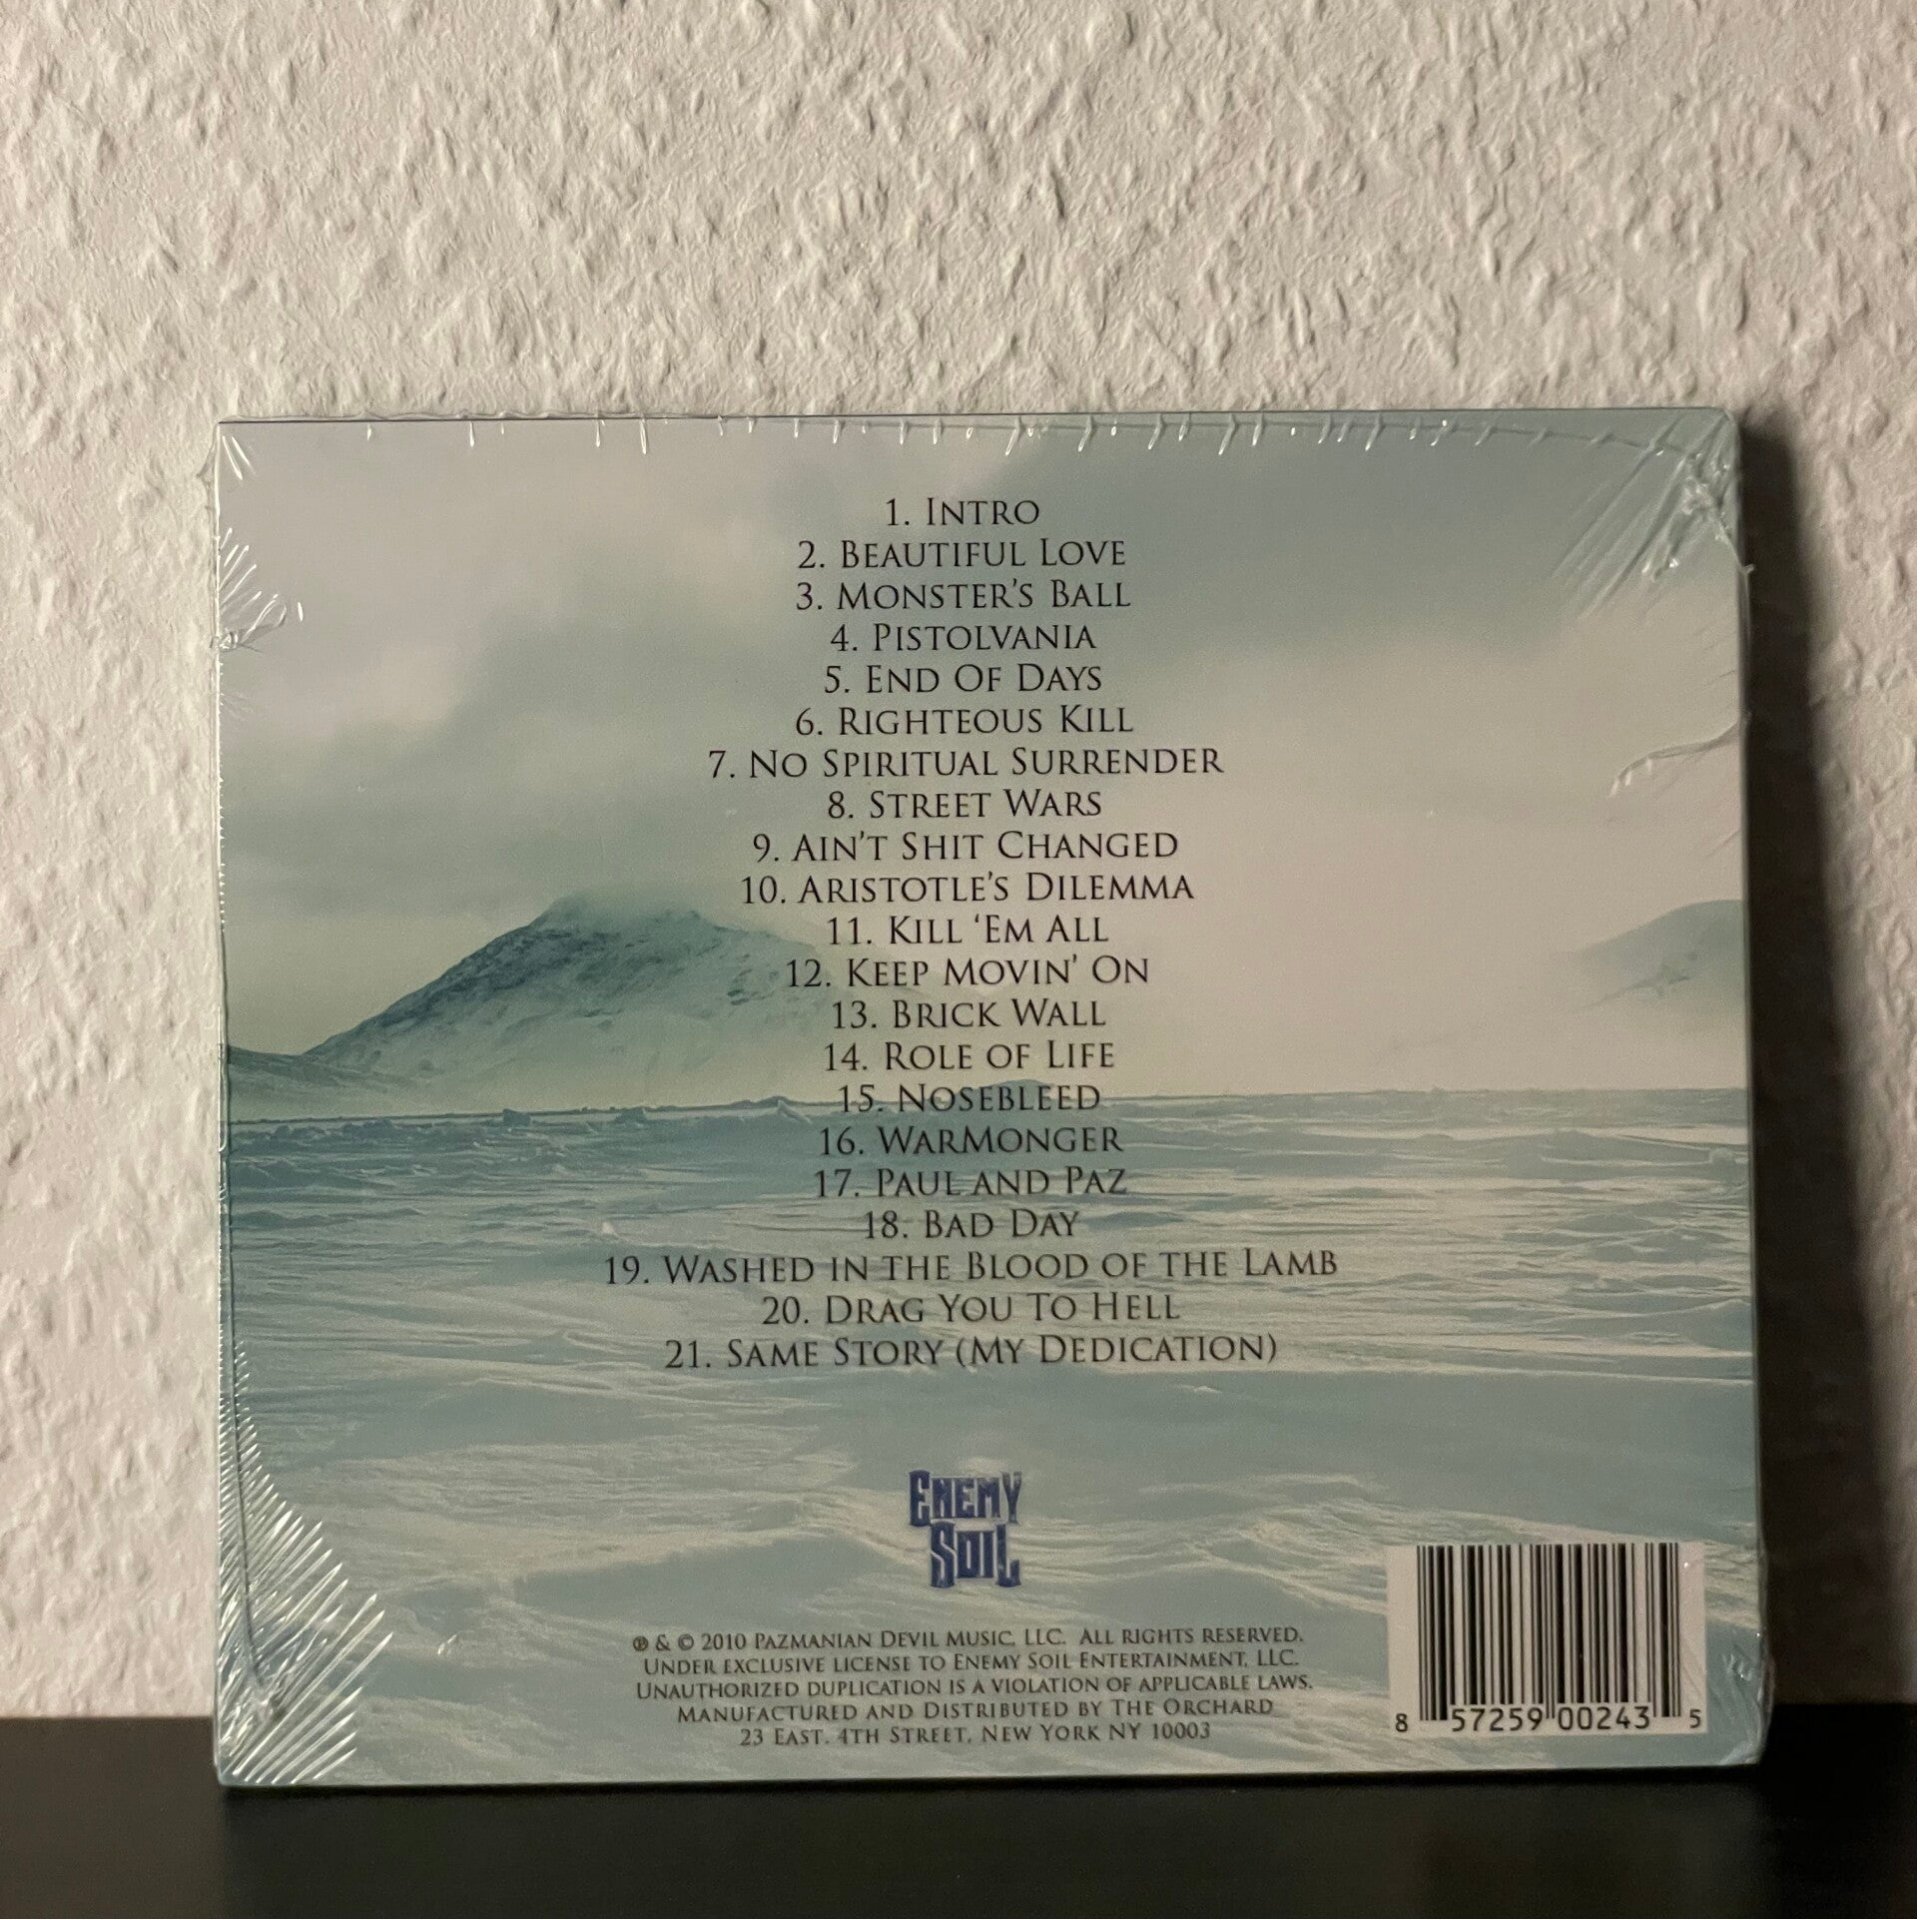 1. Intro
2. Beautiful Love
3. Monster's Ball
4. Pistolvania
5. End Of Days
6. Righteous Kill
7. No Spiritual Surrender
8. Street Wars
9. Ain't Shit Changed
10. Aristotle's Dilemma
11. Kill 'Em All
12. Keep Movin' On
13. Brick Wall
14. Role of Life
15. Nosebleed
16. WarMonger
17. Paul and Paz
18. Bad Day
19. Washed in the Blood of the Lamb
20. Drag You To Hell
21. Same Story (My Dedication)
ENEMY
SOIL
℗ & © 2010 Pazmanian Devil Music, LLC. All rights reserved.
Under exclusive license to Enemy Soil Entertainment, LLC.
Unauthorized duplication is a violation of applicable laws.
Manufactured and Distributed by The Orchard
23 East. 4th Street, New York NY 10003
8 57259 00243 5